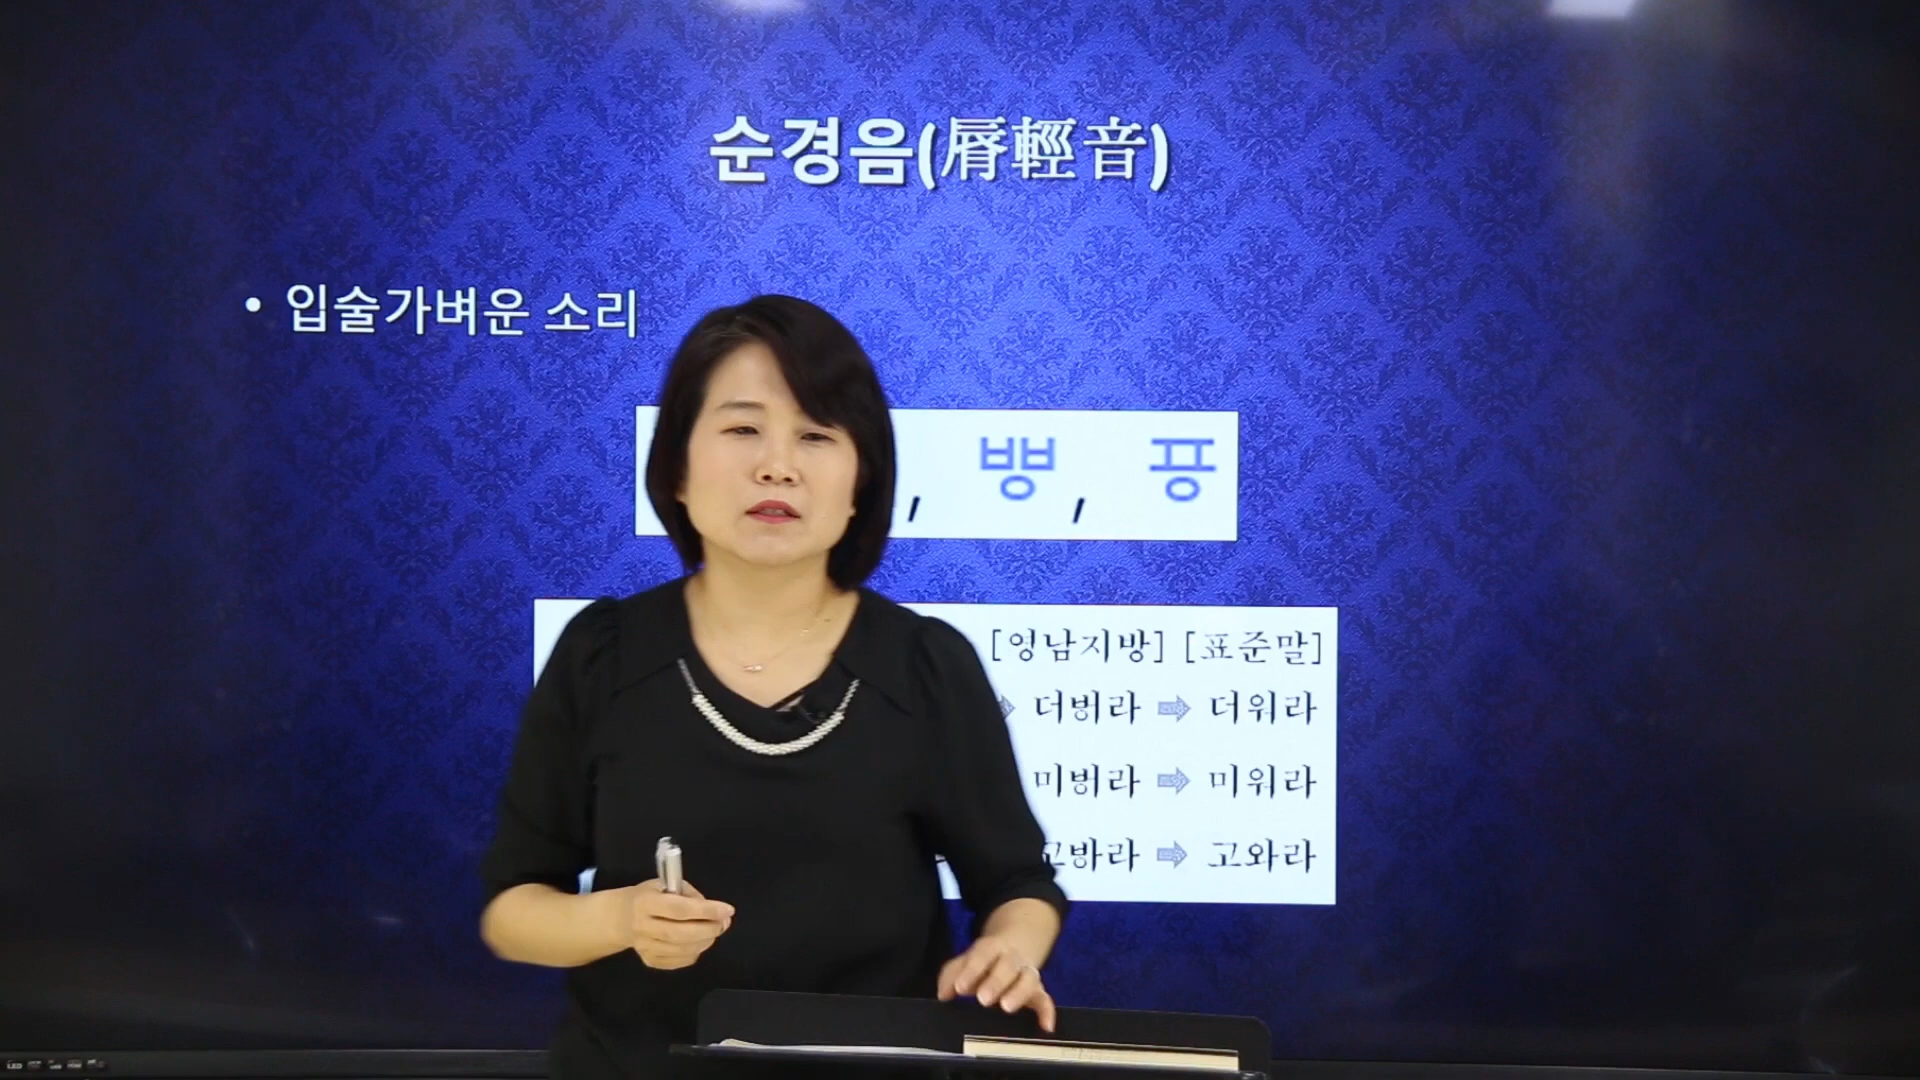 순경음(脣輕音)
• 입술가벼운 소리
, ㅹ, ㆄ
[영남지방] [표준말]
더버라 ⇨ 더워라
미버라 ⇨ 미워라
고바라 ⇨ 고와라